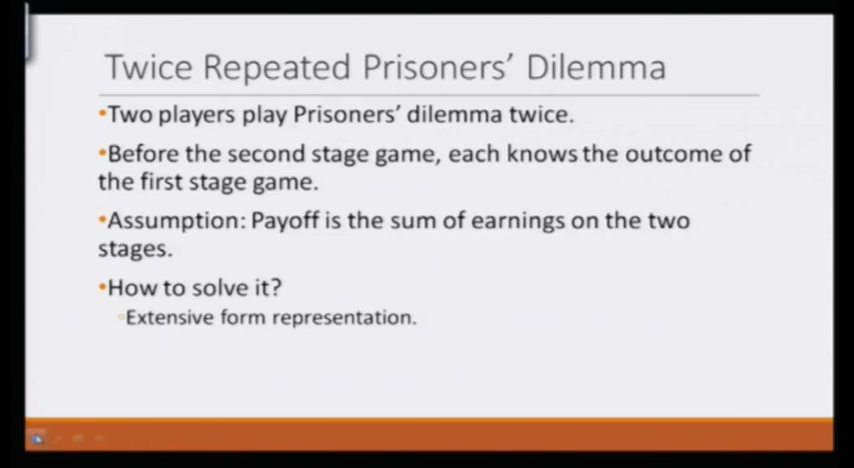 Twice Repeated Prisoners' Dilemma
•Two players play Prisoners' dilemma twice.
•Before the second stage game, each knows the outcome of
the first stage game.
•Assumption: Payoff is the sum of earnings on the two
stages.
•How to solve it?
◦Extensive form representation.